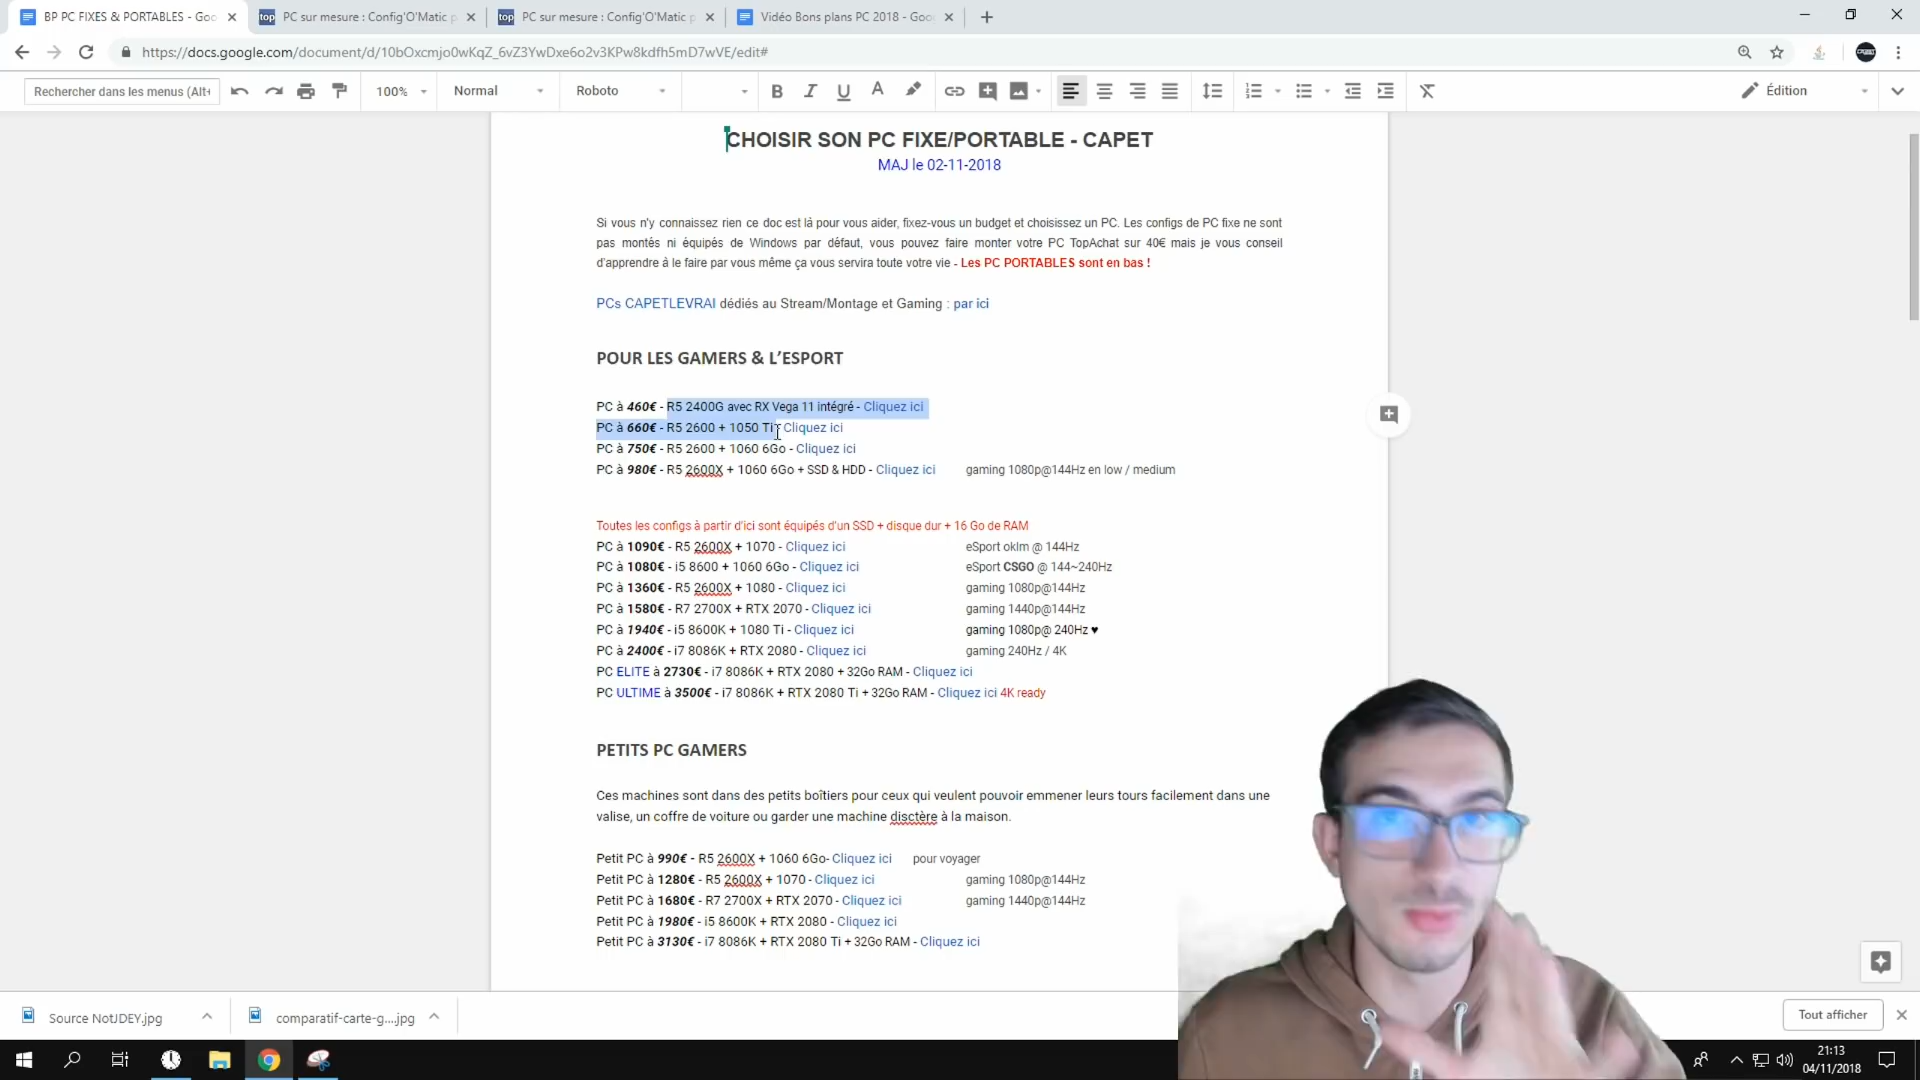 BP PC FIXES & PORTABLES - Goo
top PC sur mesure : Config'O'Matic p
top PC sur mesure : Config'O'Matic p
Vidéo Bons plans PC 2018 - Goo
https://docs.google.com/document/d/10bOxcmjo0wKqZ_6vZ3YwDxe6o2v3KPw8kdfh5mD7wVE/edit#
Rechercher dans les menus (Alt+
100%
Normal
Roboto
B I U A
Édition
CHOISIR SON PC FIXE/PORTABLE - CAPET
MAJ le 02-11-2018
Si vous n'y connaissez rien ce doc est là pour vous aider, fixez-vous un budget et choisissez un PC. Les configs de PC fixe ne sont
pas montés ni équipés de Windows par défaut, vous pouvez faire monter votre PC TopAchat sur 40€ mais je vous conseil
d'apprendre à le faire par vous même ça vous servira toute votre vie - Les PC PORTABLES sont en bas !
PCs CAPETLEVRAI dédiés au Stream/Montage et Gaming : par ici
POUR LES GAMERS & L'ESPORT
PC à 460€ - R5 2400G avec RX Vega 11 intégré - Cliquez ici
PC à 660€ - R5 2600 + 1050 Ti - Cliquez ici
PC à 750€ - R5 2600 + 1060 6Go - Cliquez ici
PC à 980€ - R5 2600X + 1060 6Go + SSD & HDD - Cliquez ici gaming 1080p@144Hz en low / medium
Toutes les configs à partir d'ici sont équipés d'un SSD + disque dur + 16 Go de RAM
PC à 1090€ - R5 2600X + 1070 - Cliquez ici eSport oklm @ 144Hz
PC à 1080€ - i5 8600 + 1060 6Go - Cliquez ici eSport CSGO @ 144~240Hz
PC à 1360€ - R5 2600X + 1080 - Cliquez ici gaming 1080p@144Hz
PC à 1580€ - R7 2700X + RTX 2070 - Cliquez ici gaming 1440p@144Hz
PC à 1940€ - i5 8600K + 1080 Ti - Cliquez ici gaming 1080p@ 240Hz ♥
PC à 2400€ - i7 8086K + RTX 2080 - Cliquez ici gaming 240Hz / 4K
PC ELITE à 2730€ - i7 8086K + RTX 2080 + 32Go RAM - Cliquez ici
PC ULTIME à 3500€ - i7 8086K + RTX 2080 Ti + 32Go RAM - Cliquez ici 4K ready
PETITS PC GAMERS
Ces machines sont dans des petits boîtiers pour ceux qui veulent pouvoir emmener leurs tours facilement dans une
valise, un coffre de voiture ou garder une machine disctère à la maison.
Petit PC à 990€ - R5 2600X + 1060 6Go- Cliquez ici pour voyager
Petit PC à 1280€ - R5 2600X + 1070 - Cliquez ici gaming 1080p@144Hz
Petit PC à 1680€ - R7 2700X + RTX 2070 - Cliquez ici gaming 1440p@144Hz
Petit PC à 1980€ - i5 8600K + RTX 2080 - Cliquez ici
Petit PC à 3130€ - i7 8086K + RTX 2080 Ti + 32Go RAM - Cliquez ici
Source NotJDEY.jpg
comparatif-carte-g....jpg
Tout afficher
21:13
04/11/2018